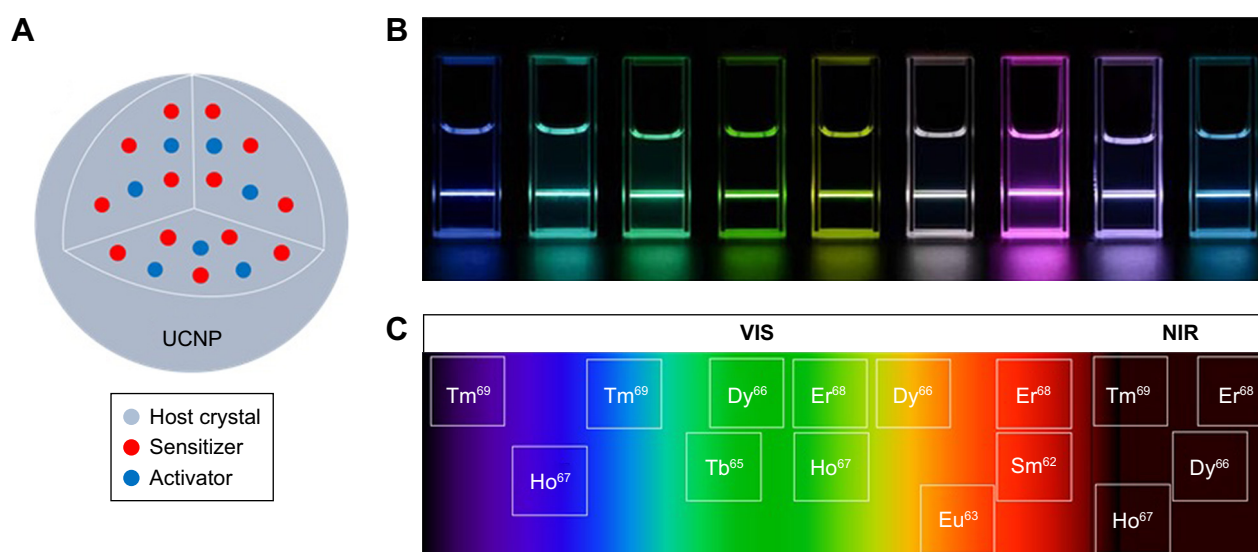 A
UCNP
Host crystal
Sensitizer
Activator
B
C
VIS NIR
Tm⁶⁹ Tm⁶⁹ Dy⁶⁶ Er⁶⁸ Dy⁶⁶ Er⁶⁸ Tm⁶⁹ Er⁶⁸
Ho⁶⁷ Tb⁶⁵ Ho⁶⁷ Sm⁶² Dy⁶⁶
Eu⁶³ Ho⁶⁷